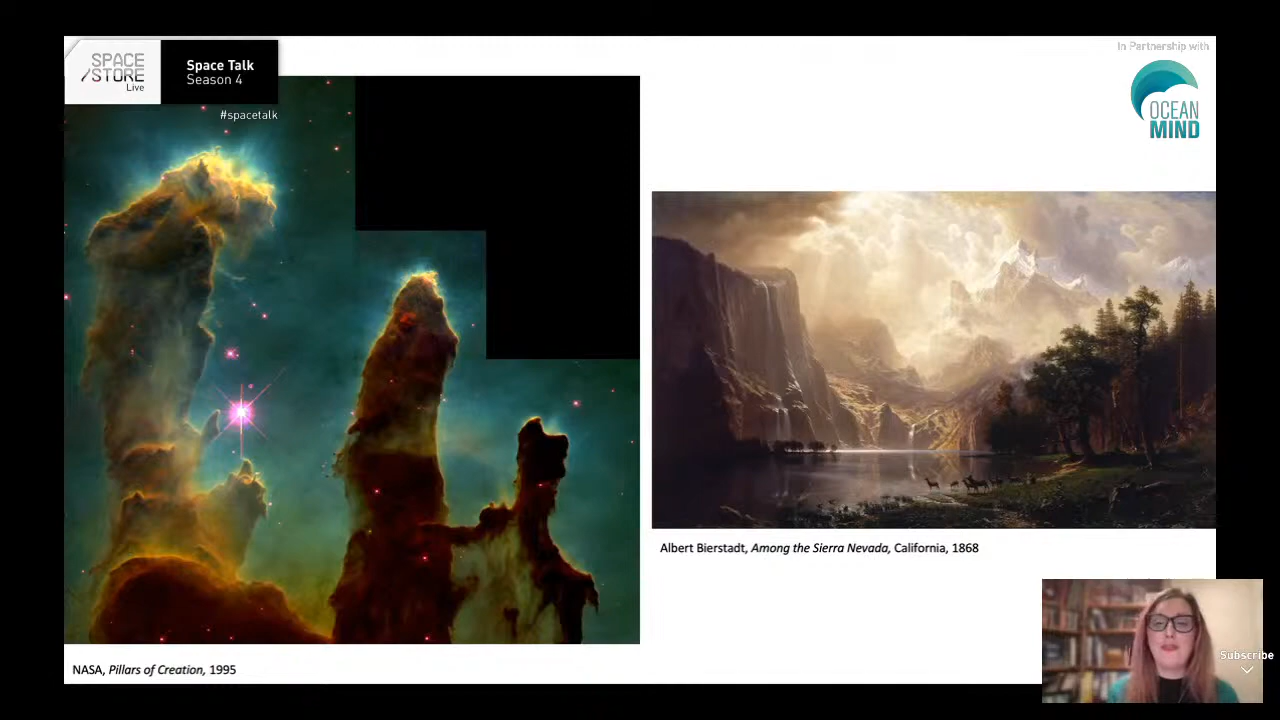 SPACE
STORE
Live
Space Talk
Season 4
#spacetalk
In Partnership with
OCEAN
MIND
Albert Bierstadt, Among the Sierra Nevada, California, 1868
Subscribe
NASA, Pillars of Creation, 1995